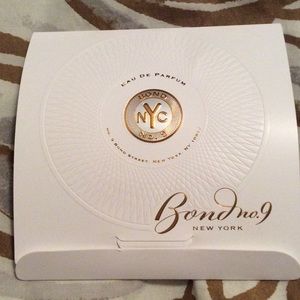 EAU DE PARFUM
BOND
NYC
NO. 9
NO. 9 BOND STREET, NEW YORK, NY 10012
Bond no.9
NEW YORK